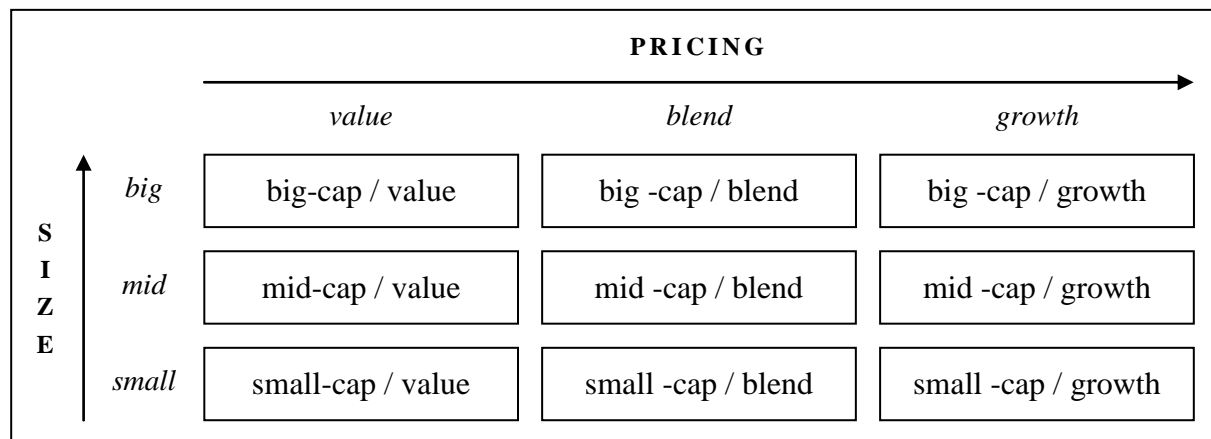 PRICING
value blend growth
big big-cap / value big -cap / blend big -cap / growth
SIZE
mid mid-cap / value mid -cap / blend mid -cap / growth
small small-cap / value small -cap / blend small -cap / growth